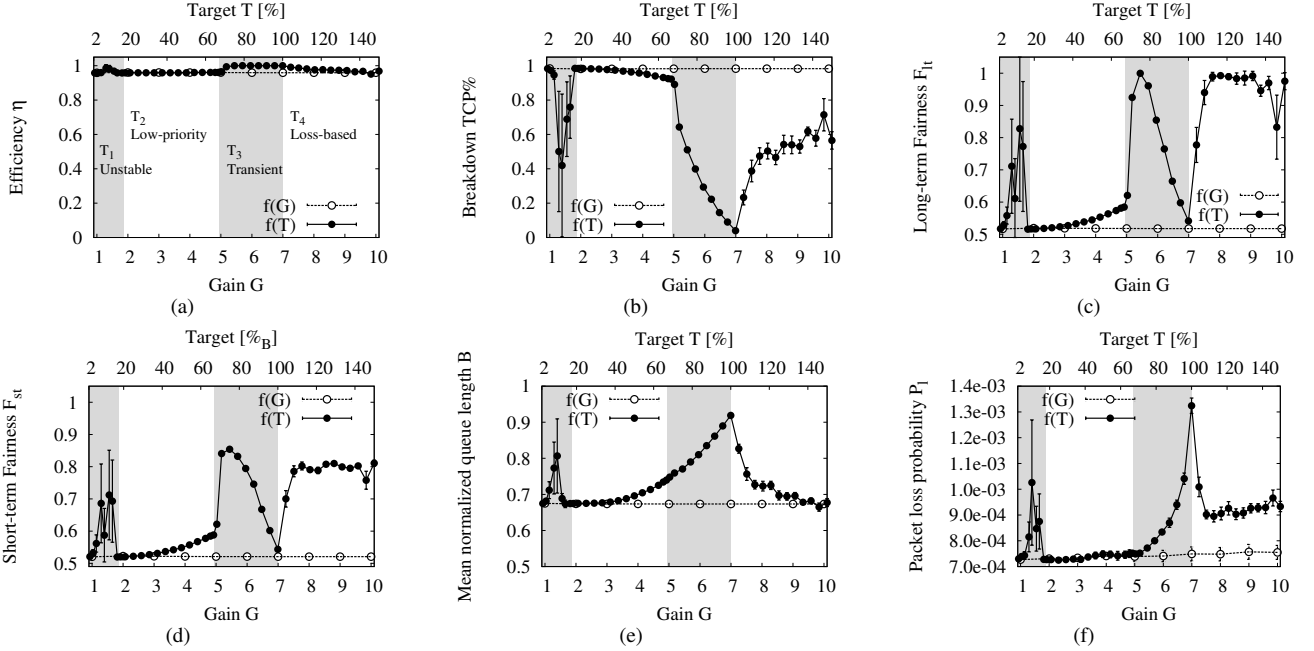 Target T [%]
2 20 40 60 80 100 120 140
Efficiency η
1
0.8
0.6
0.4
0.2
0
T1
Unstable
T2
Low-priority
T3
Transient
T4
Loss-based
f(G)
f(T)
1 2 3 4 5 6 7 8 9 10
Gain G
(a)
Target T [%]
2 20 40 60 80 100 120 140
Breakdown TCP%
1
0.8
0.6
0.4
0.2
0
f(G)
f(T)
1 2 3 4 5 6 7 8 9 10
Gain G
(b)
Target T [%]
2 20 40 60 80 100 120 140
Long-term Fairness Flt
1
0.9
0.8
0.7
0.6
0.5
f(G)
f(T)
1 2 3 4 5 6 7 8 9 10
Gain G
(c)
Target [%B]
2 20 40 60 80 100 120 140
Short-term Fairness Fst
1
0.9
0.8
0.7
0.6
0.5
f(G)
f(T)
1 2 3 4 5 6 7 8 9 10
Gain G
(d)
Target T [%]
2 20 40 60 80 100 120 140
Mean normalized queue length B
1
0.9
0.8
0.7
0.6
0.5
f(G)
f(T)
1 2 3 4 5 6 7 8 9 10
Gain G
(e)
Target T [%]
2 20 40 60 80 100 120 140
Packet loss probability Pl
1.4e-03
1.3e-03
1.2e-03
1.0e-03
1.0e-03
9.0e-04
8.0e-04
7.0e-04
f(G)
f(T)
1 2 3 4 5 6 7 8 9 10
Gain G
(f)